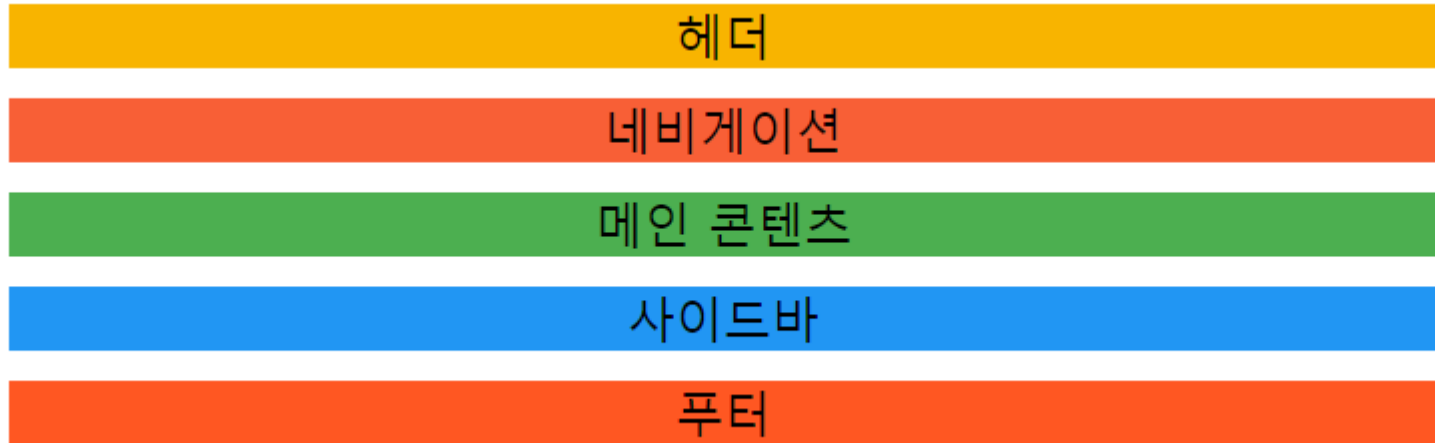 헤더
네비게이션
메인 콘텐츠
사이드바
푸터